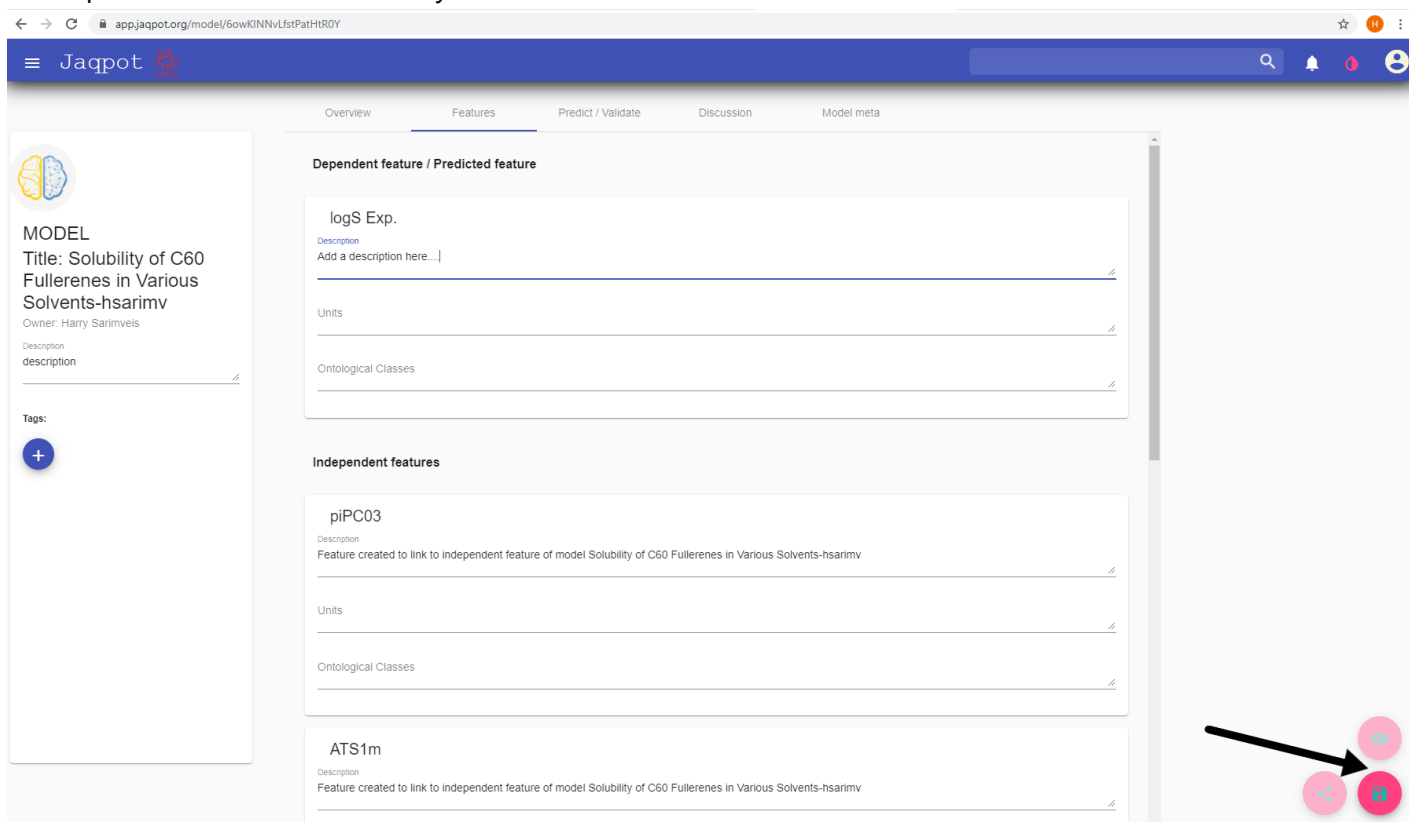 app.jaqpot.org/model/6owKINNvLfstPatHtR0Y
H
Jaqpot
Overview Features Predict / Validate Discussion Model meta
MODEL
Title: Solubility of C60
Fullerenes in Various
Solvents-hsarimv
Owner: Harry Sarimveis
Description
description
Tags:
+
Dependent feature / Predicted feature
logS Exp.
Description
Add a description here....
Units
Ontological Classes
Independent features
piPC03
Description
Feature created to link to independent feature of model Solubility of C60 Fullerenes in Various Solvents-hsarimv
Units
Ontological Classes
ATS1m
Description
Feature created to link to independent feature of model Solubility of C60 Fullerenes in Various Solvents-hsarimv